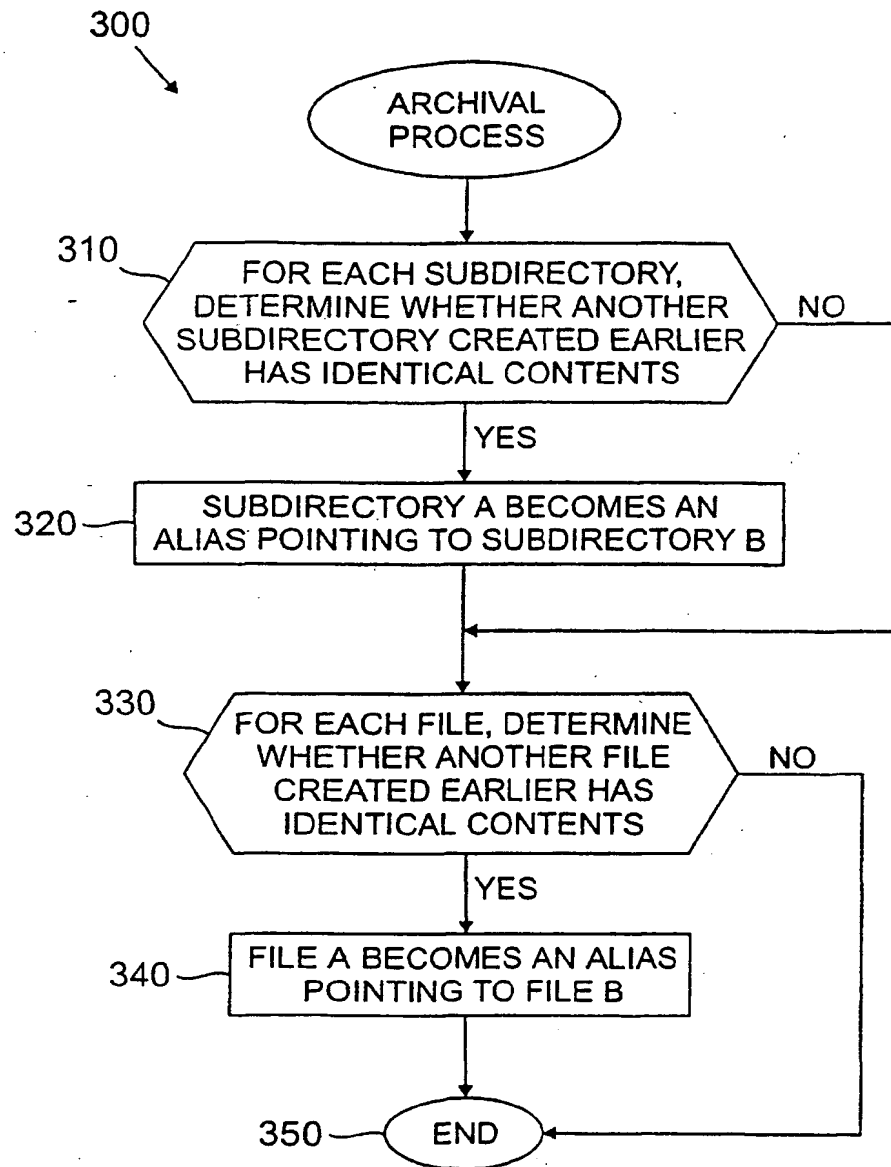 300
ARCHIVAL
PROCESS
310
FOR EACH SUBDIRECTORY,
DETERMINE WHETHER ANOTHER
SUBDIRECTORY CREATED EARLIER
HAS IDENTICAL CONTENTS
NO
YES
320
SUBDIRECTORY A BECOMES AN
ALIAS POINTING TO SUBDIRECTORY B
330
FOR EACH FILE, DETERMINE
WHETHER ANOTHER FILE
CREATED EARLIER HAS
IDENTICAL CONTENTS
NO
YES
340
FILE A BECOMES AN ALIAS
POINTING TO FILE B
350
END